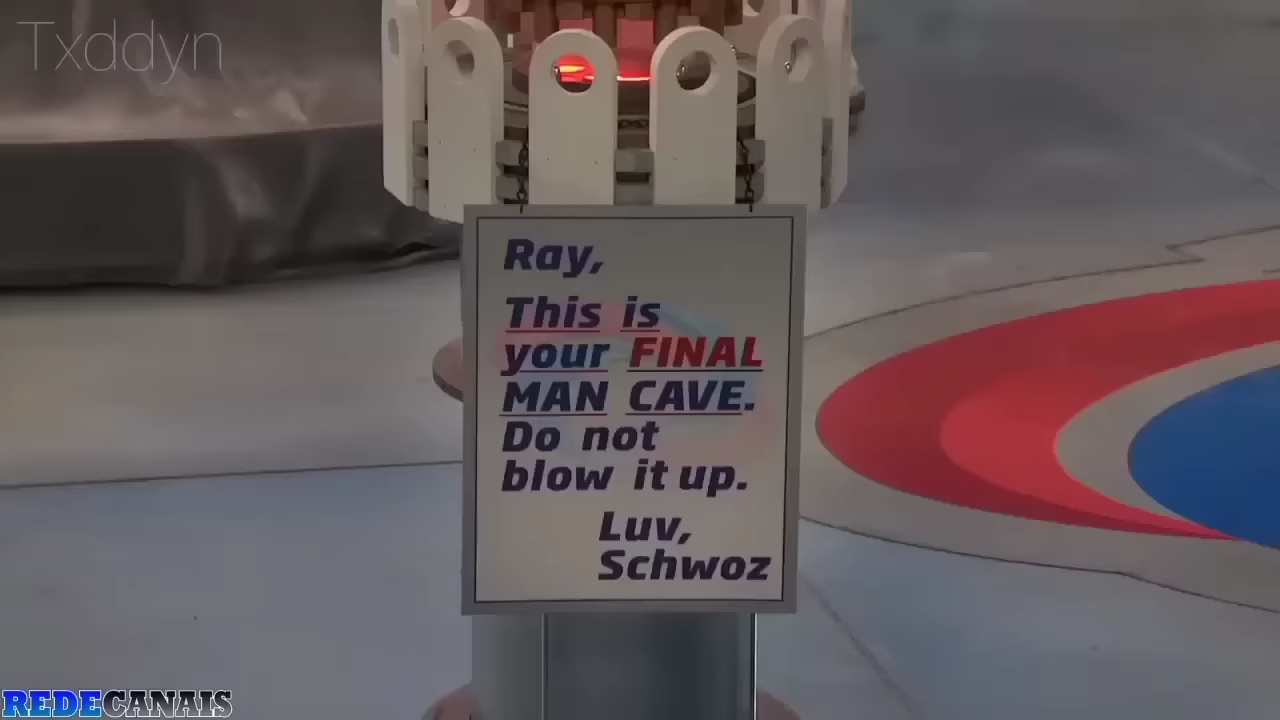 Txddyn
Ray,
This is
your FINAL
MAN CAVE.
Do not
blow it up.
Luv,
Schwoz
REDECANAIS